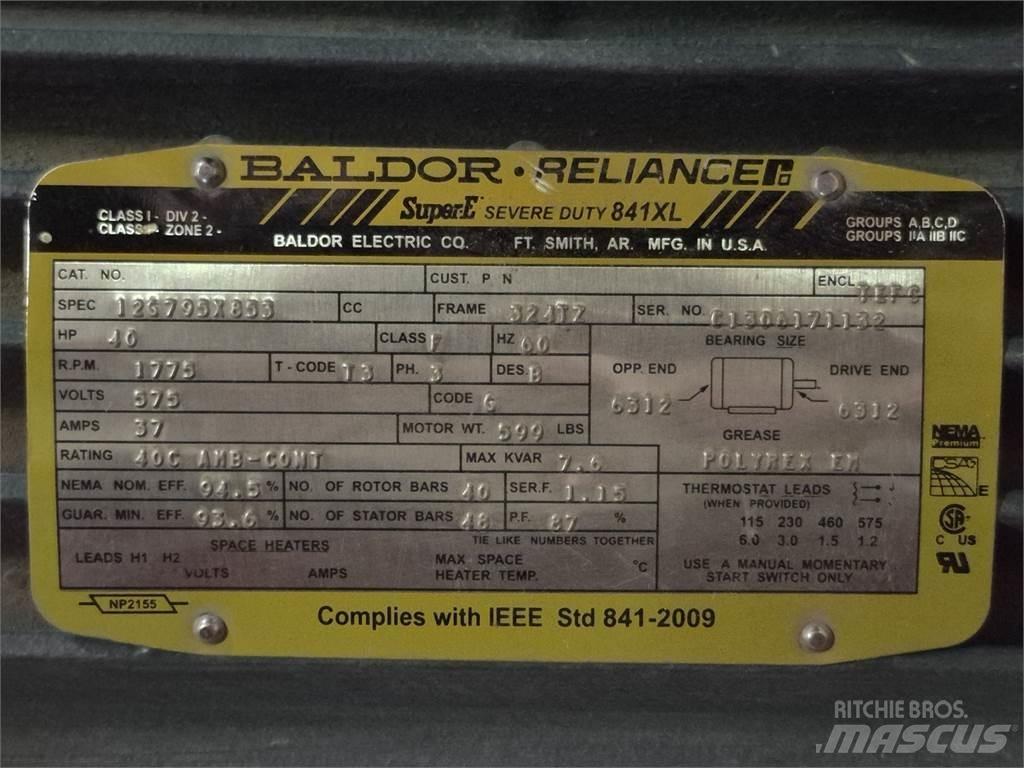 BALDOR • RELIANCE
Super-E SEVERE DUTY 841XL
CLASS I - DIV 2 -
CLASS I - ZONE 2 -
GROUPS A,B,C,D
GROUPS IIA IIB IIC
BALDOR ELECTRIC CO. FT. SMITH, AR. MFG. IN U.S.A.
CAT. NO. CUST. P N ENCL TEFC
SPEC 12G795X853 CC FRAME 324TZ SER. NO. C1306171132
HP 40 CLASS F HZ 60 BEARING SIZE
R.P.M. 1775 T-CODE T3 PH. 3 DES. B OPP. END DRIVE END
VOLTS 575 CODE G 6312 6312
AMPS 37 MOTOR WT. 599 LBS GREASE
RATING 40C AMB-CONT MAX KVAR 7.6 POLYREX EM
NEMA NOM. EFF. 94.5 % NO. OF ROTOR BARS 40 SER.F. 1.15 THERMOSTAT LEADS
(WHEN PROVIDED)
GUAR. MIN. EFF. 93.6 % NO. OF STATOR BARS 48 P.F. 87 % 115 230 460 575
TIE LIKE NUMBERS TOGETHER 6.0 3.0 1.5 1.2
SPACE HEATERS
LEADS H1 H2 MAX SPACE HEATER TEMP. °C
VOLTS AMPS
USE A MANUAL MOMENTARY
START SWITCH ONLY
NEMA
Premium
CSA E
C US
NP2155
Complies with IEEE Std 841-2009
RITCHIE BROS.
MASCUS